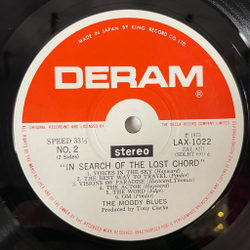 MADE IN JAPAN BY KING RECORD CO LTD
DERAM
ORIGINAL RECORDING AND LICENSED BY THE DECCA RECORD COMPANY LIMITED
SPEED 33⅓
NO. 2
(2 Sides)
stereo
℗ 1973
LAX-1022
"IN SEARCH OF THE LOST CHORD"
1. VOICES IN THE SKY (Hayward)
2. THE BEST WAY TO TRAVEL (Pinder)
3. VISIONS OF PARADISE (Hayward, Thomas)
4. THE ACTOR (Hayward)
5. THE WORD (Edge)
6. OM (Pinder)
THE MOODY BLUES
Produced by Tony Clarke